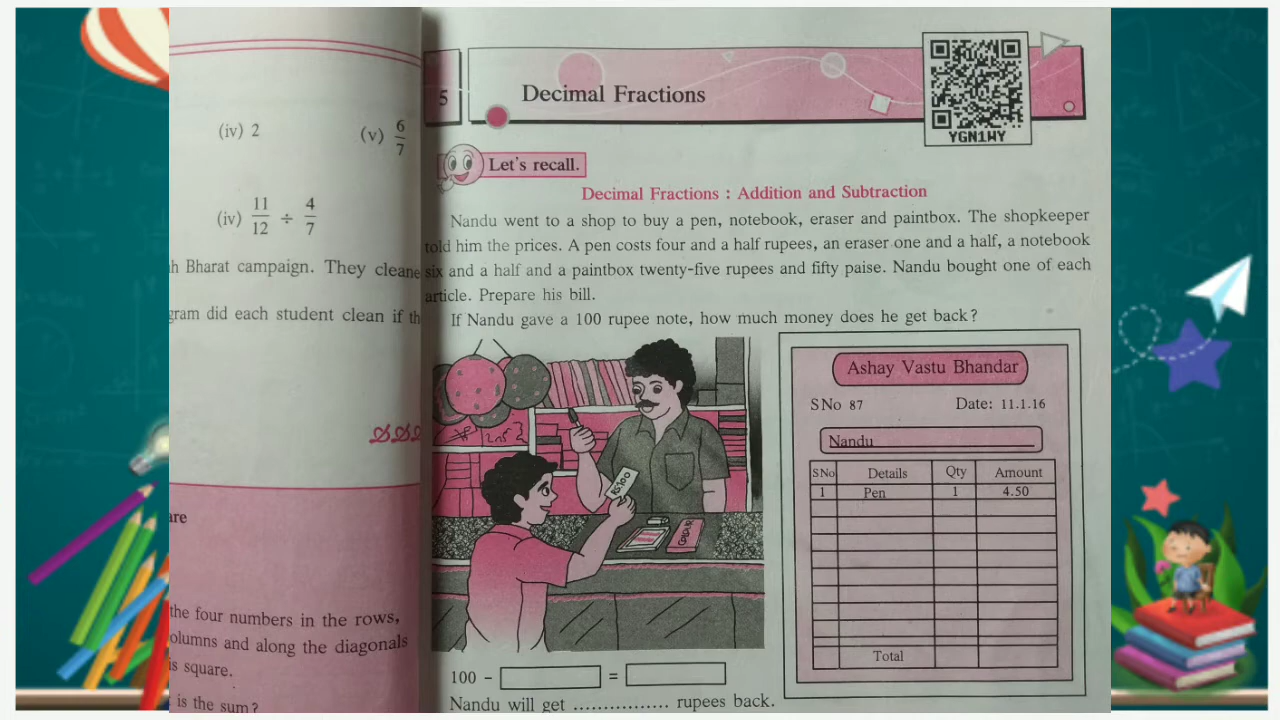 (iv) 2
(v) 6/7
(iv) 11/12 ÷ 4/7
h Bharat campaign. They cleane
gram did each student clean if th
are
the four numbers in the rows,
olumns and along the diagonals
is square.
is the sum?
5
Decimal Fractions
YGN1WY
Let's recall.
Decimal Fractions : Addition and Subtraction
Nandu went to a shop to buy a pen, notebook, eraser and paintbox. The shopkeeper
told him the prices. A pen costs four and a half rupees, an eraser one and a half, a notebook
six and a half and a paintbox twenty-five rupees and fifty paise. Nandu bought one of each
article. Prepare his bill.
If Nandu gave a 100 rupee note, how much money does he get back?
RS.100
Ashay Vastu Bhandar
SNo 87 Date: 11.1.16
Nandu
SNo Details Qty Amount
1 Pen 1 4.50
Total
100 - =
Nandu will get ................ rupees back.